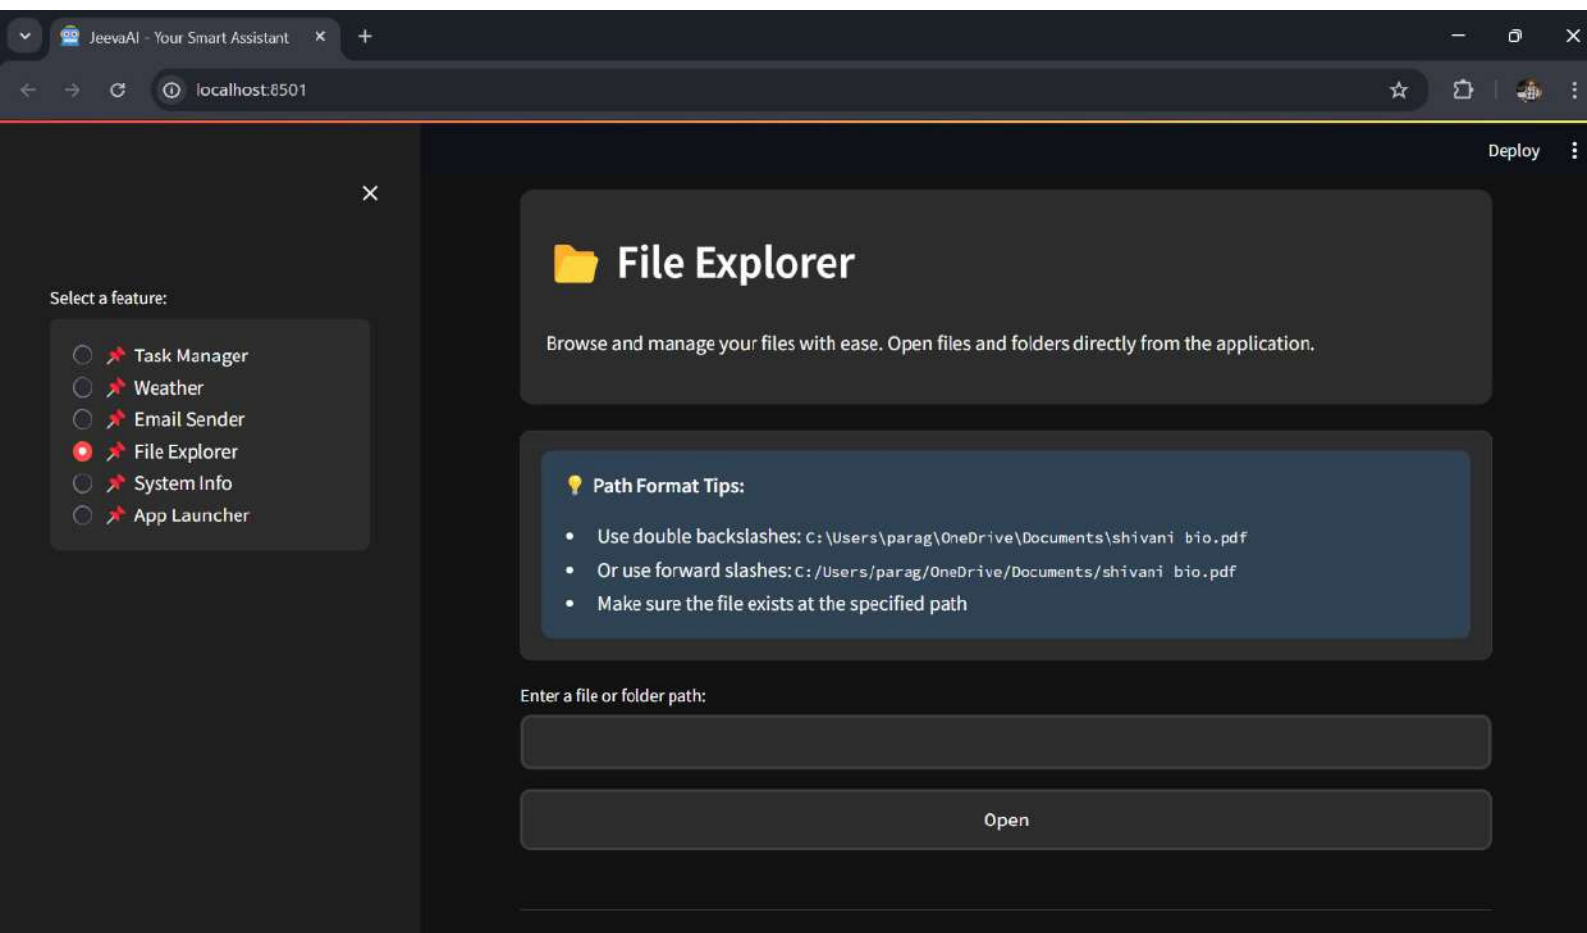 JeevaAI - Your Smart Assistant
localhost:8501
Deploy
Select a feature:
Task Manager
Weather
Email Sender
File Explorer
System Info
App Launcher
File Explorer
Browse and manage your files with ease. Open files and folders directly from the application.
Path Format Tips:
Use double backslashes: C:\Users\parag\OneDrive\Documents\shivani bio.pdf
Or use forward slashes: C:/Users/parag/OneDrive/Documents/shivani bio.pdf
Make sure the file exists at the specified path
Enter a file or folder path:
Open